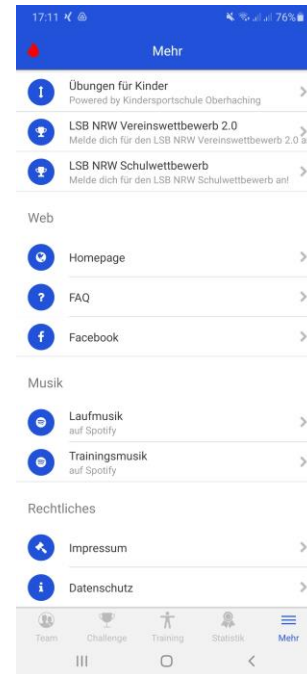 17:11
76%
Mehr
Übungen für Kinder
Powered by Kindersportschule Oberhaching
LSB NRW Vereinswettbewerb 2.0
Melde dich für den LSB NRW Vereinswettbewerb 2.0 a
LSB NRW Schulwettbewerb
Melde dich für den LSB NRW Schulwettbewerb an!
Web
Homepage
FAQ
Facebook
Musik
Laufmusik
auf Spotify
Trainingsmusik
auf Spotify
Rechtliches
Impressum
Datenschutz
Team Challenge Training Statistik Mehr